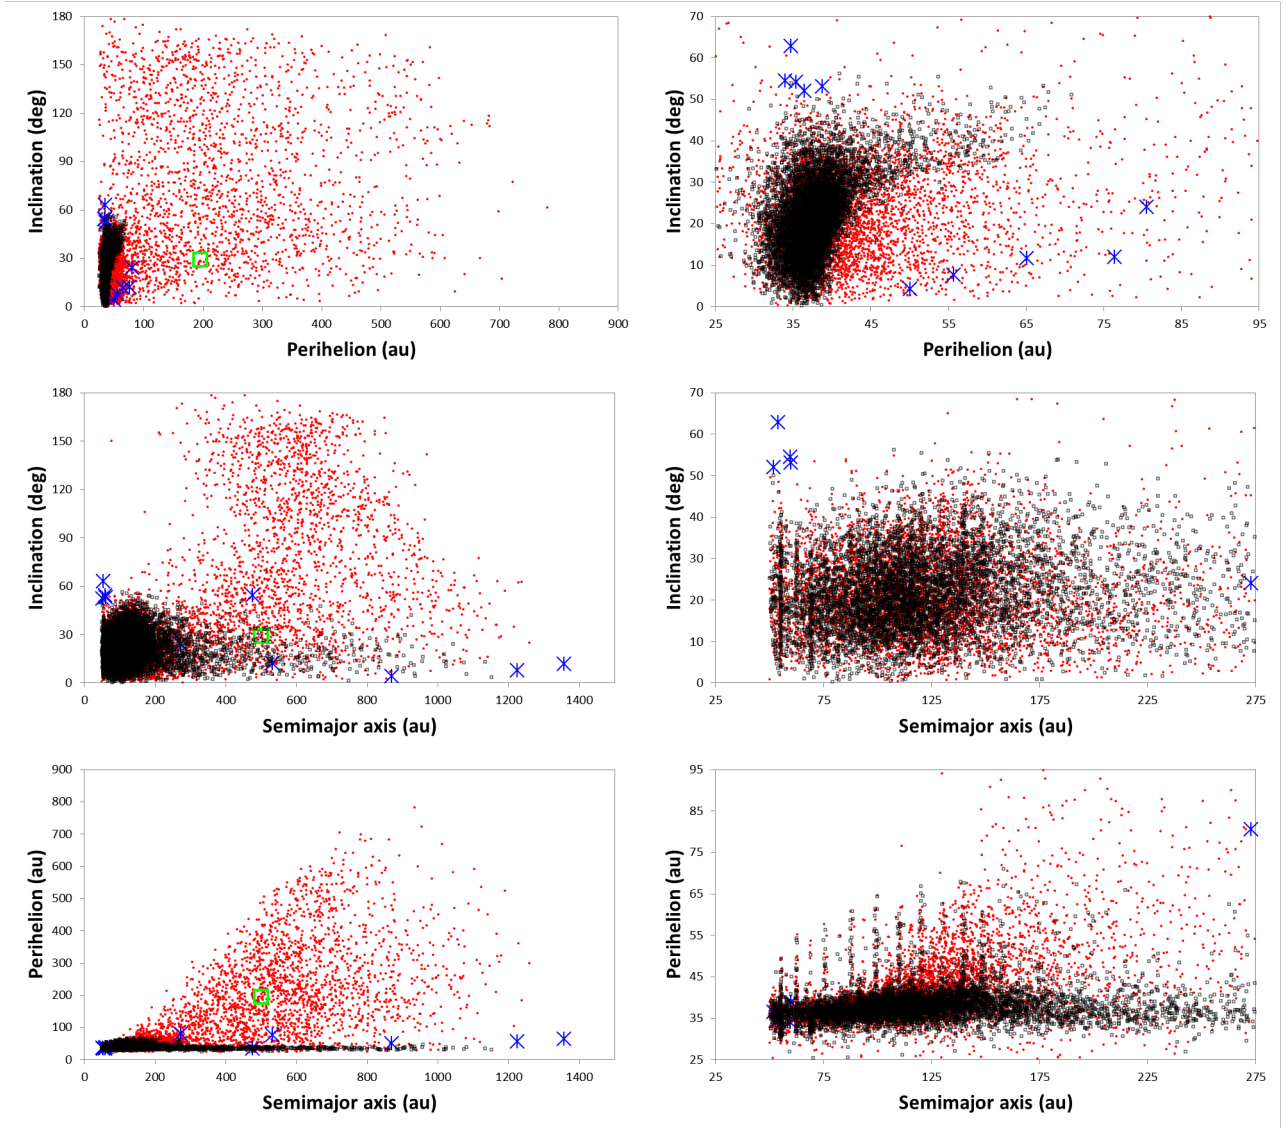 180
150
120
90
60
30
0
Inclination (deg)
0 100 200 300 400 500 600 700 800 900
Perihelion (au)
70
60
50
40
30
20
10
0
Inclination (deg)
25 35 45 55 65 75 85 95
Perihelion (au)
180
150
120
90
60
30
0
Inclination (deg)
0 200 400 600 800 1000 1200 1400
Semimajor axis (au)
70
60
50
40
30
20
10
0
Inclination (deg)
25 75 125 175 225 275
Semimajor axis (au)
900
800
700
600
500
400
300
200
100
0
Perihelion (au)
0 200 400 600 800 1000 1200 1400
Semimajor axis (au)
95
85
75
65
55
45
35
25
Perihelion (au)
25 75 125 175 225 275
Semimajor axis (au)